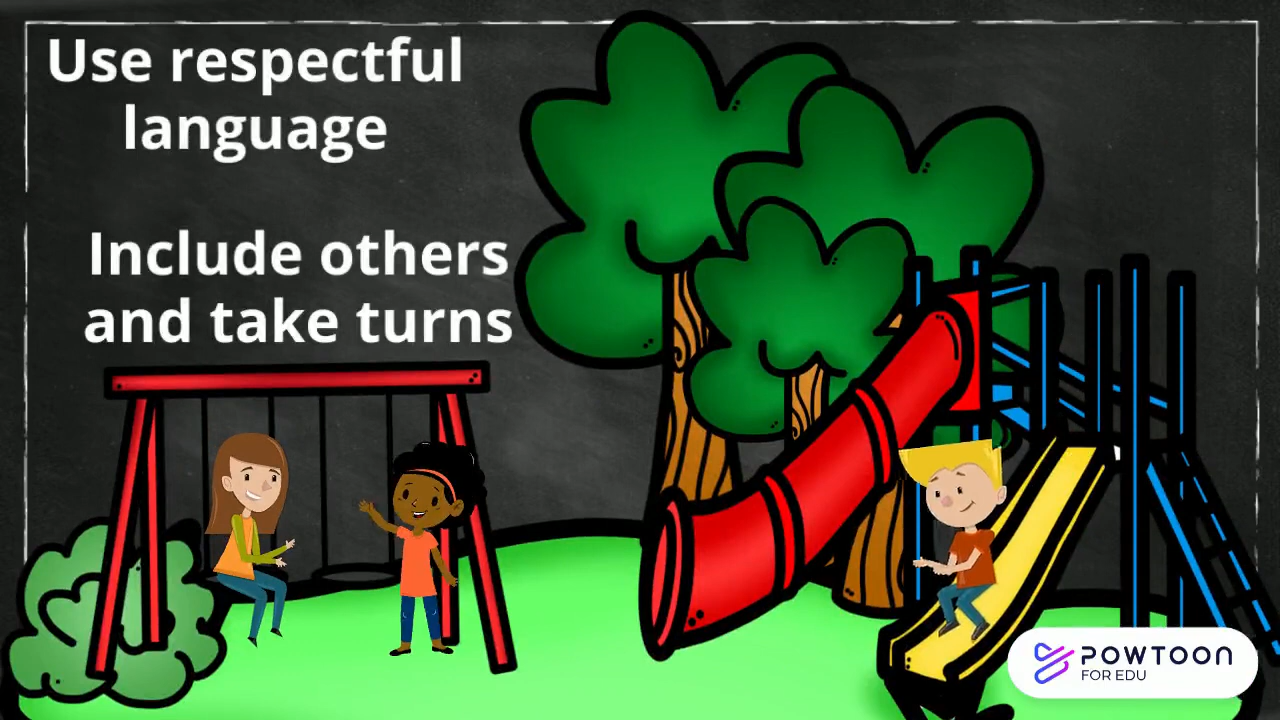 Use respectful
language
Include others
and take turns
POWTOON
FOR EDU